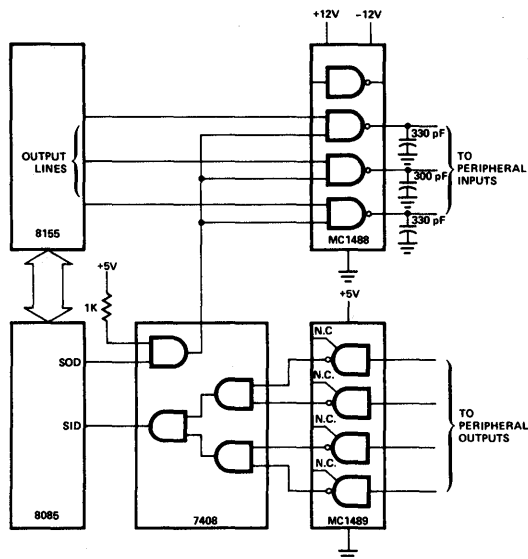 +12V
–12V
OUTPUT
LINES
330 pF
300 pF
330 pF
TO
PERIPHERAL
INPUTS
8155
MC1488
+5V
1K
+5V
SOD
SID
N.C
N.C.
N.C.
N.C.
TO
PERIPHERAL
OUTPUTS
8085
7408
MC1489